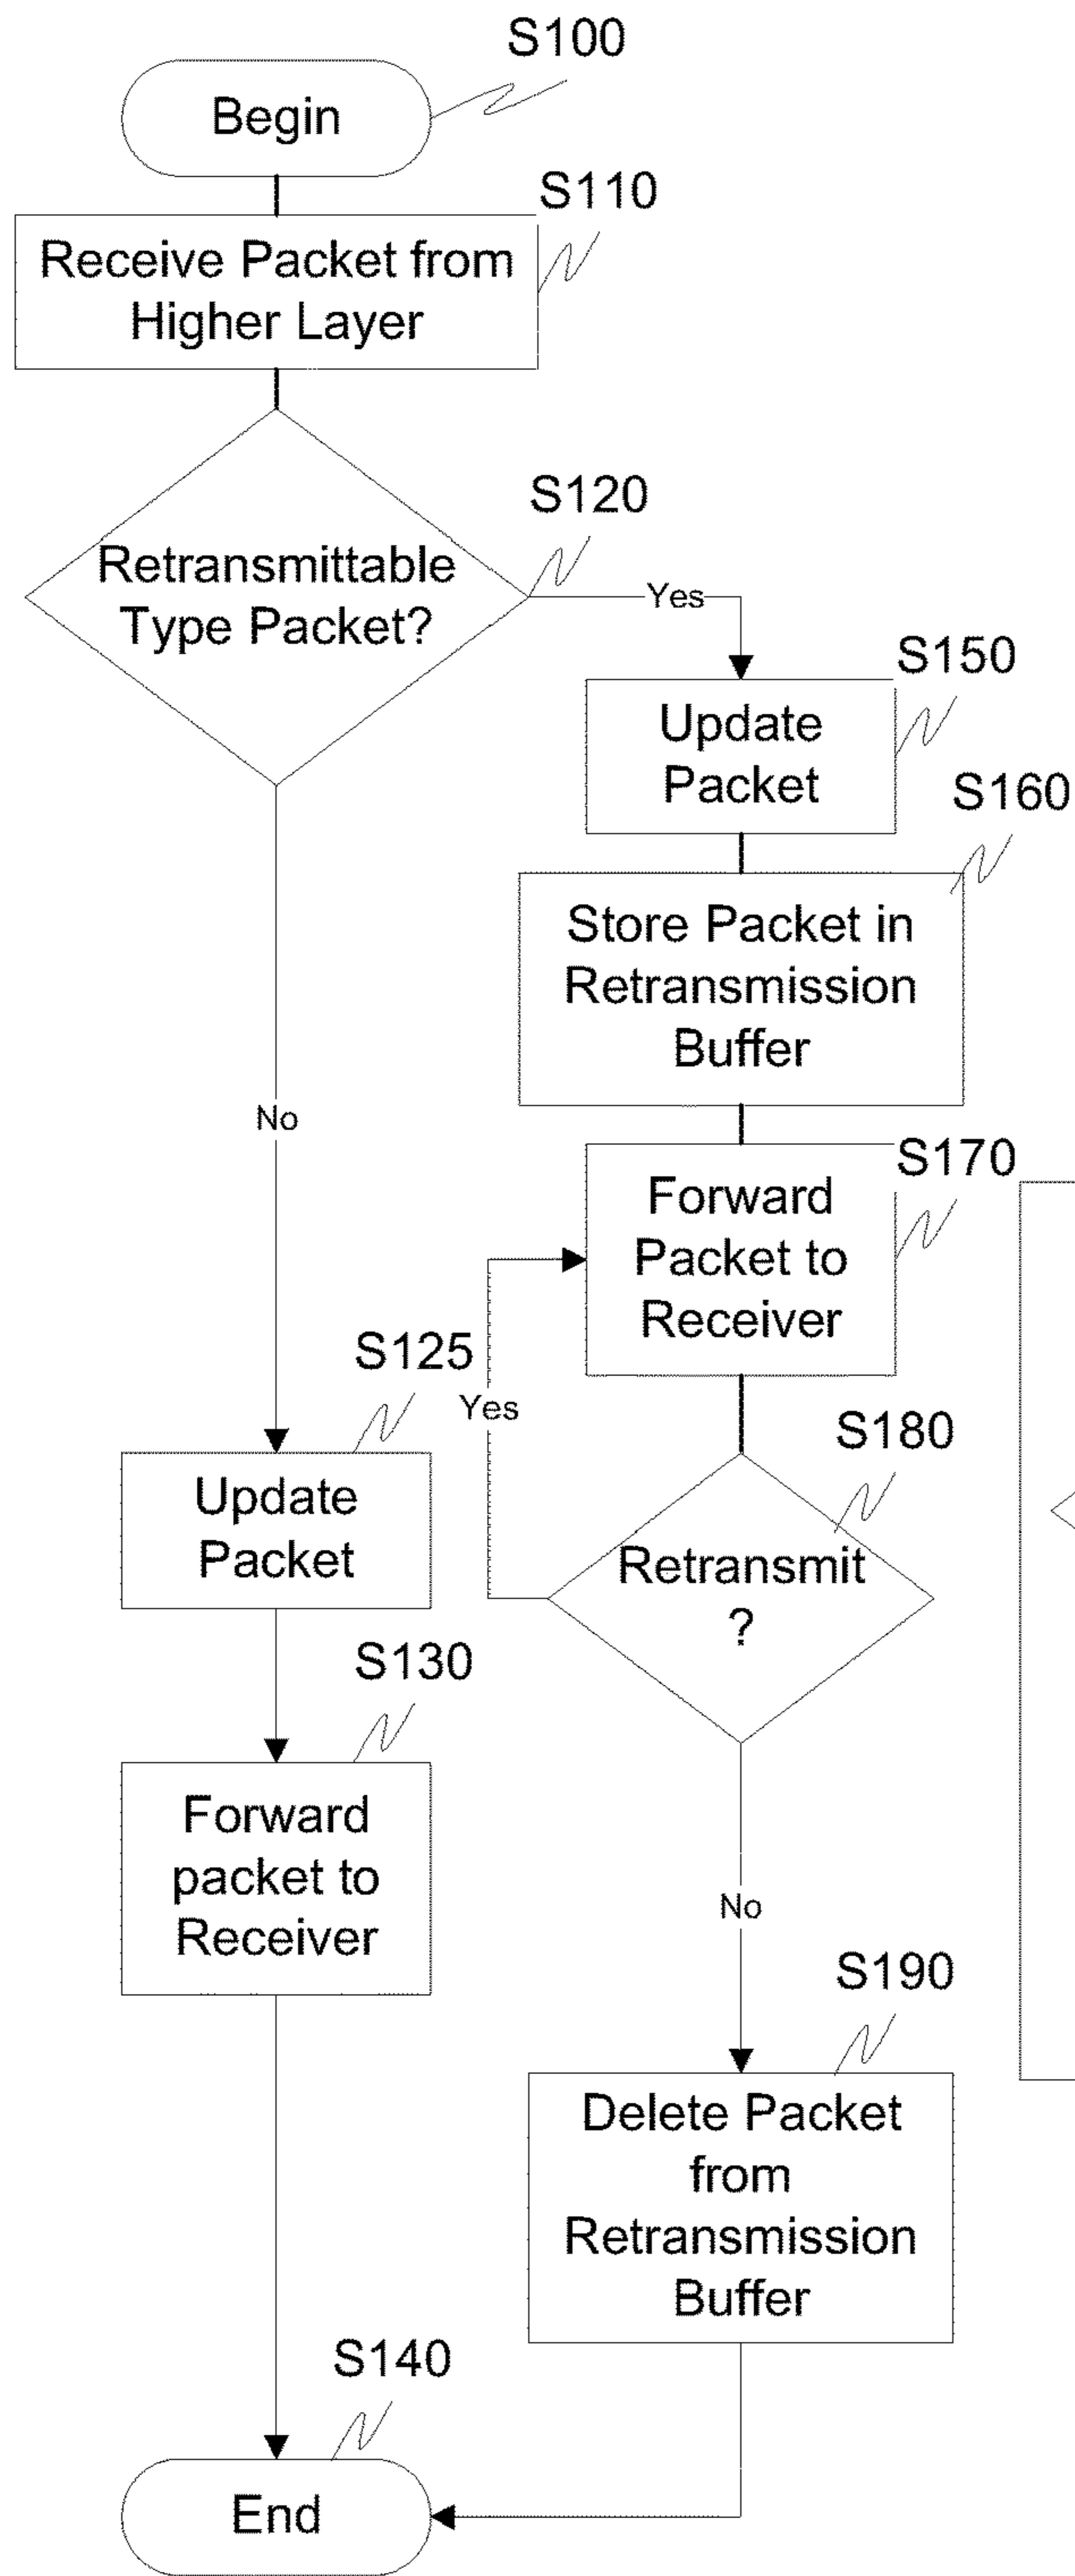 S100
Begin
S110
Receive Packet from
Higher Layer
S120
Retransmittable
Type Packet?
Yes
S150
Update
Packet
S160
Store Packet in
Retransmission
Buffer
No
S170
Forward
Packet to
Receiver
S125
Yes
Update
Packet
S180
Retransmit
?
S130
Forward
packet to
Receiver
No
S190
Delete Packet
from
Retransmission
Buffer
S140
End